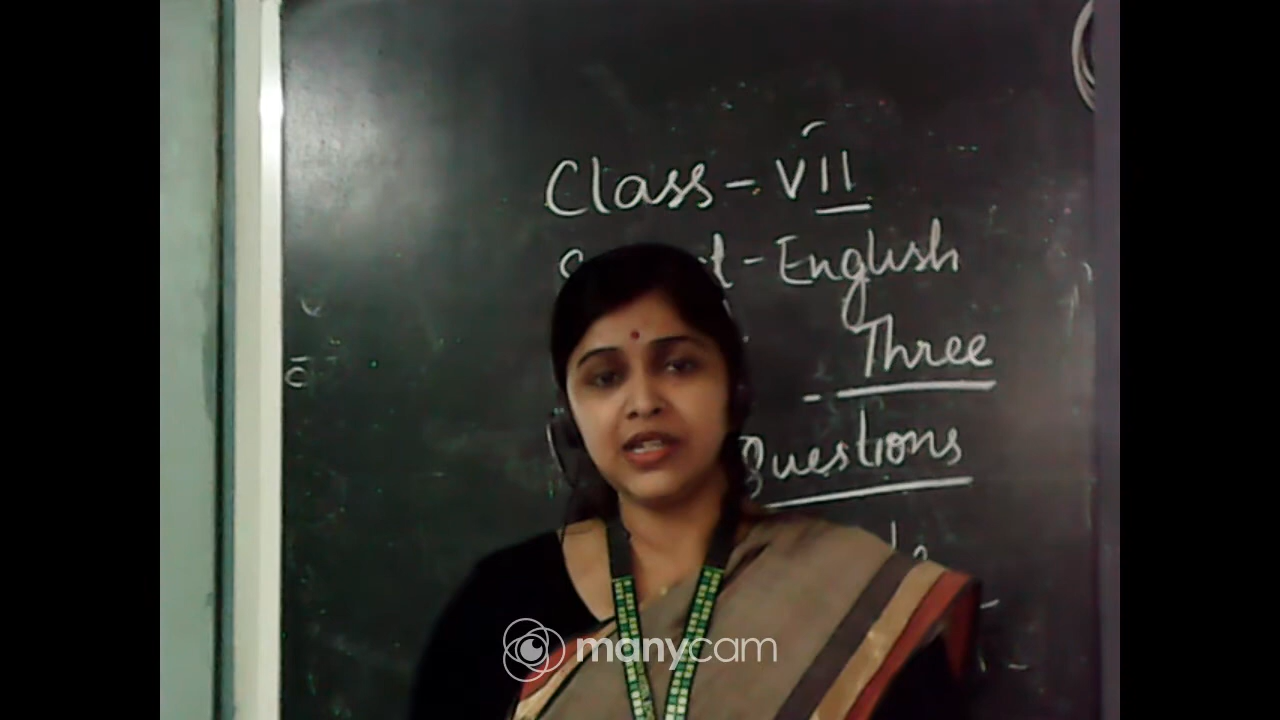 Class - VII
- English
Three
Questions
manycam